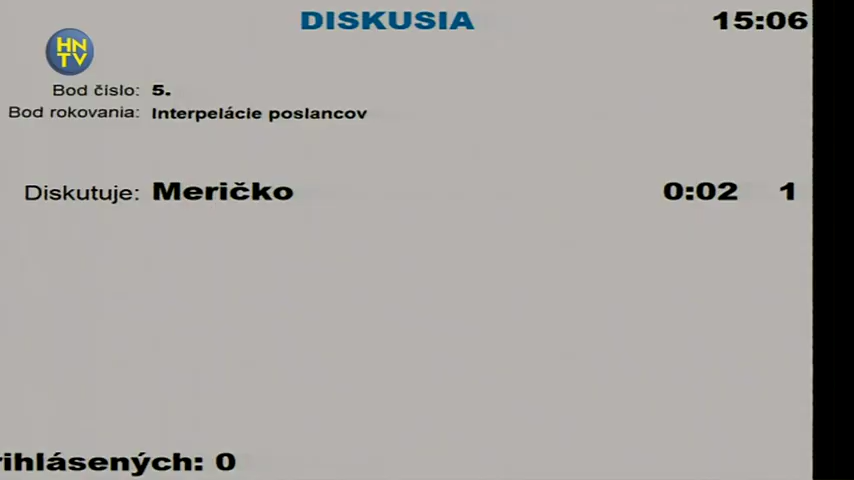 DISKUSIA 15:06
HN
TV
Bod číslo: 5.
Bod rokovania: Interpelácie poslancov
Diskutuje: Meričko 0:02 1
rihlásených: 0